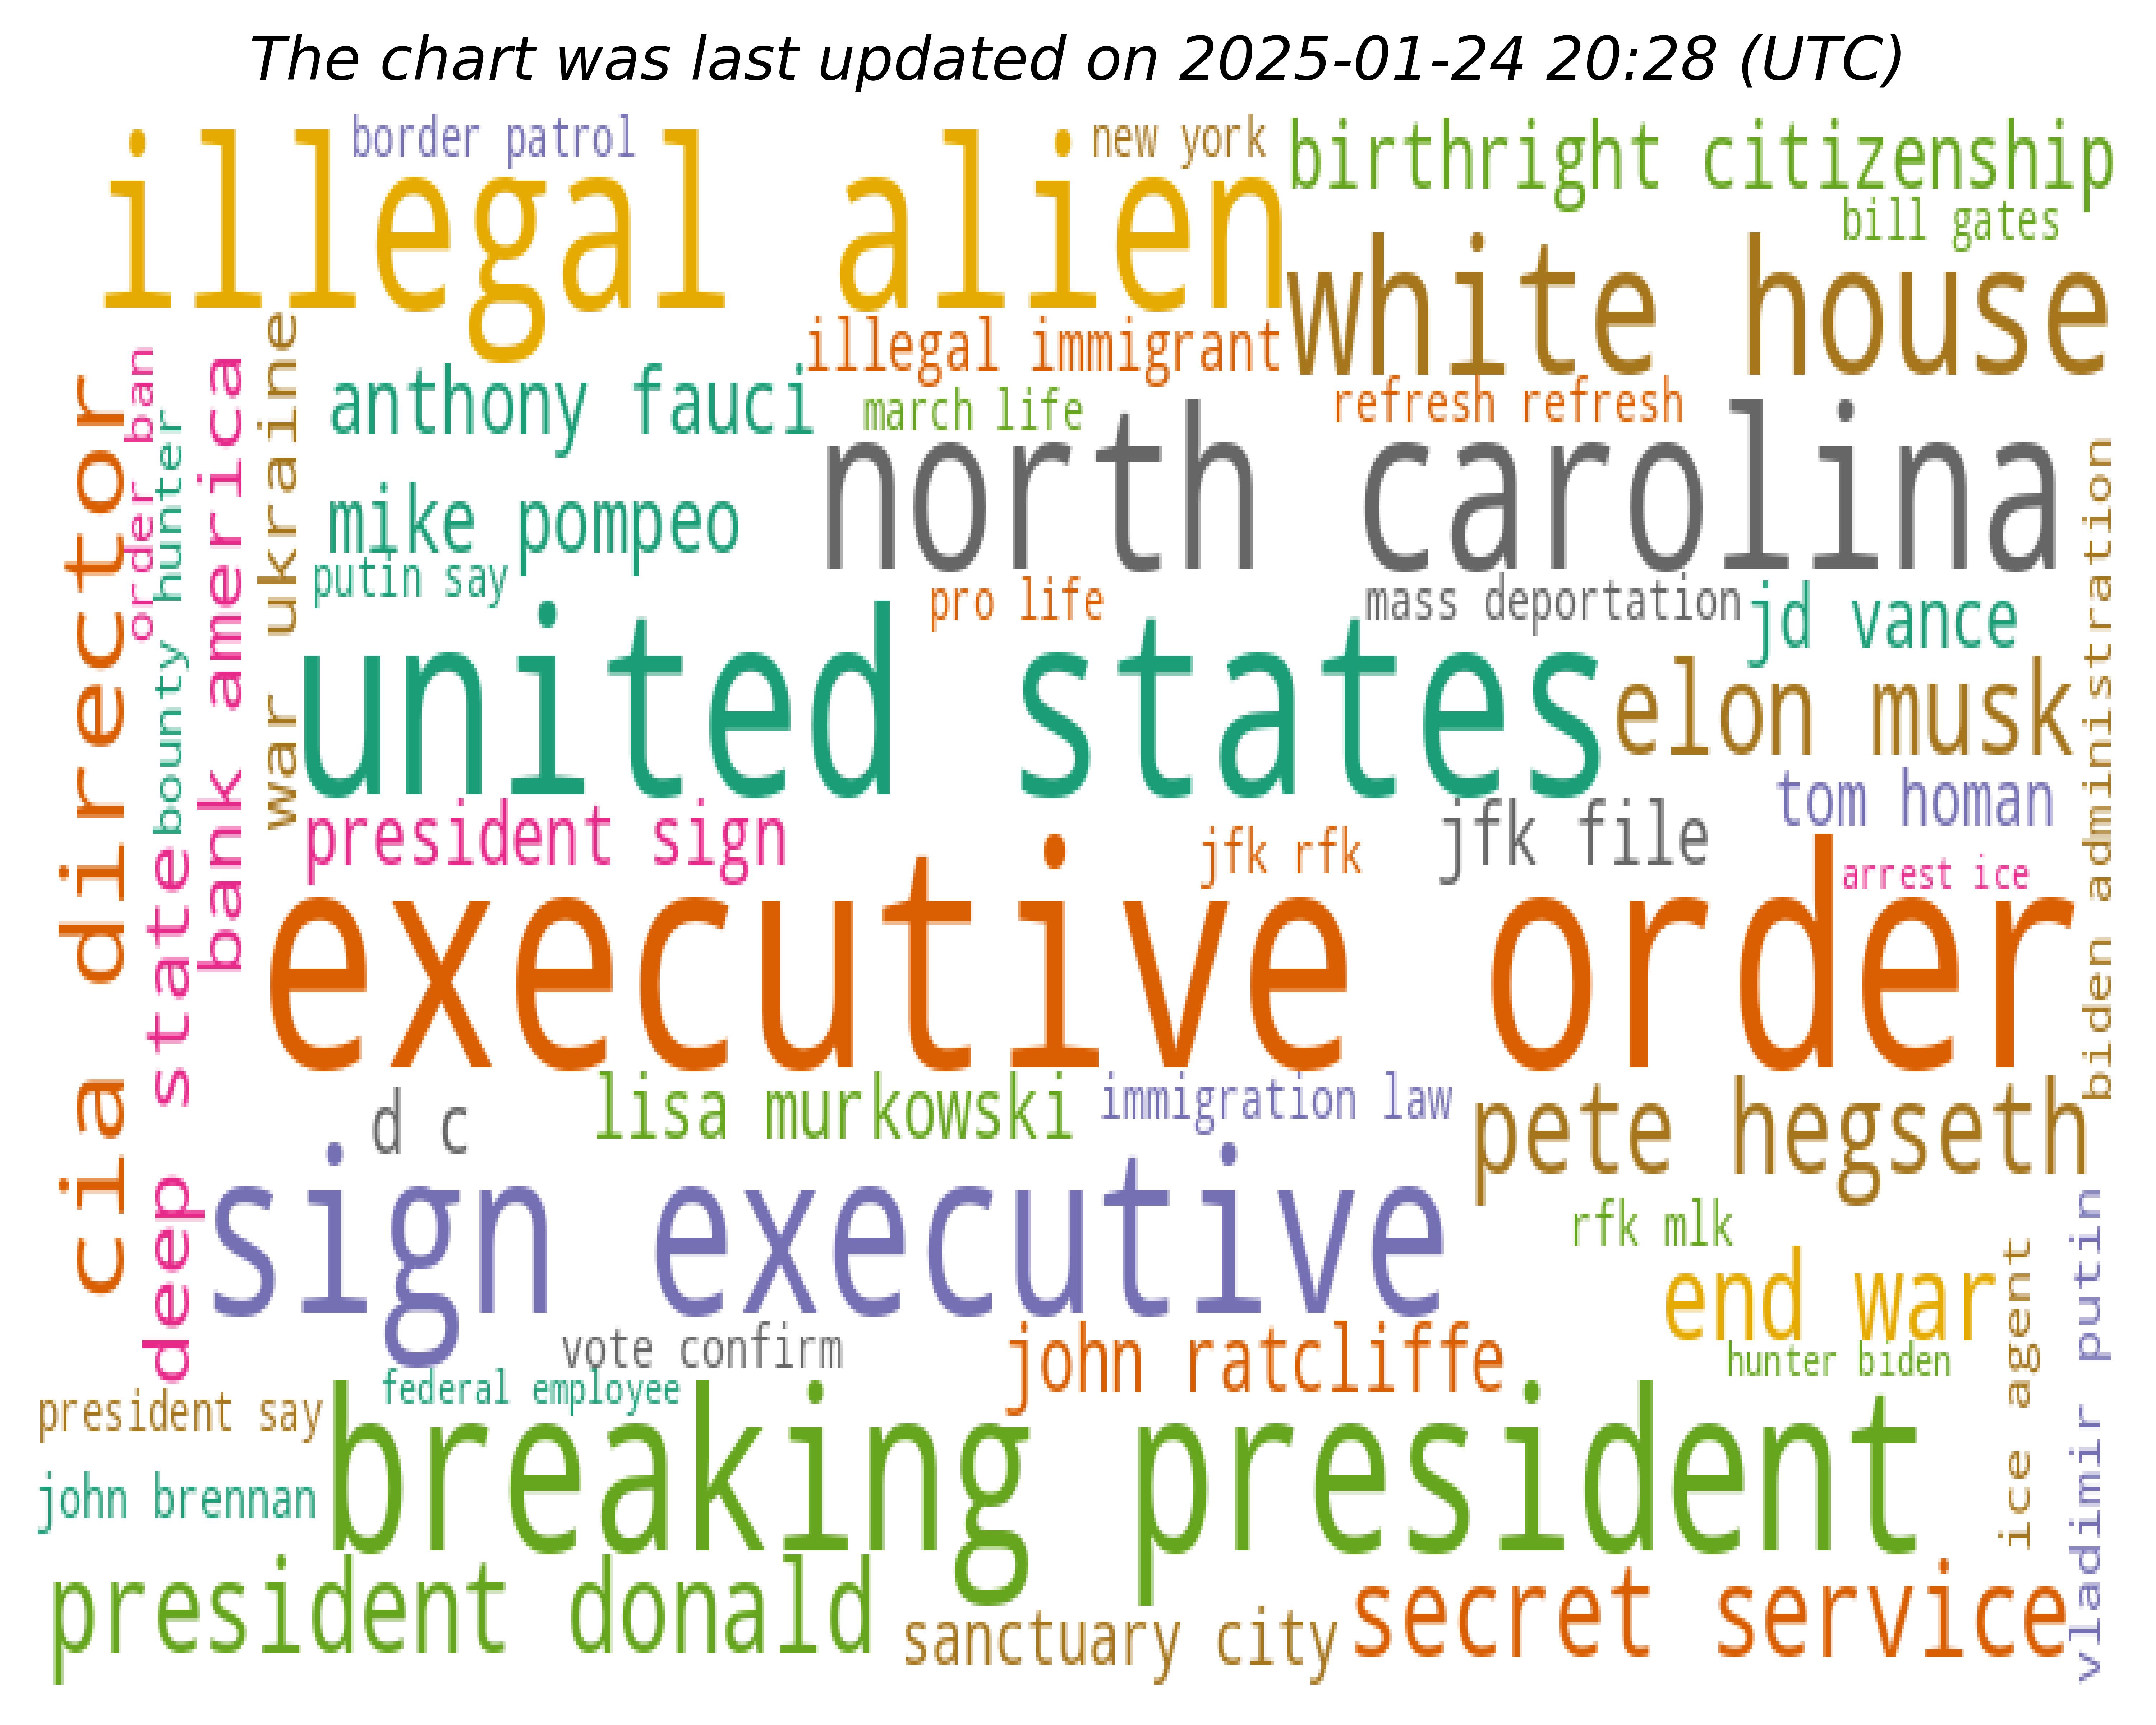 The chart was last updated on 2025-01-24 20:28 (UTC)
illegal alien
border patrol
new york
birthright citizenship
bill gates
white house
illegal immigrant
anthony fauci
march life
refresh refresh
north carolina
mike pompeo
putin say
pro life
mass deportation
jd vance
united states
elon musk
tom homan
president sign
jfk rfk
jfk file
arrest ice
executive order
cia director
order ban
bounty hunter
deep state
bank america
war ukraine
biden administration
d c
lisa murkowski
immigration law
pete hegseth
sign executive
rfk mlk
end war
hunter biden
ice agent
vladimir putin
vote confirm
john ratcliffe
federal employee
president say
john brennan
breaking president
president donald
sanctuary city
secret service